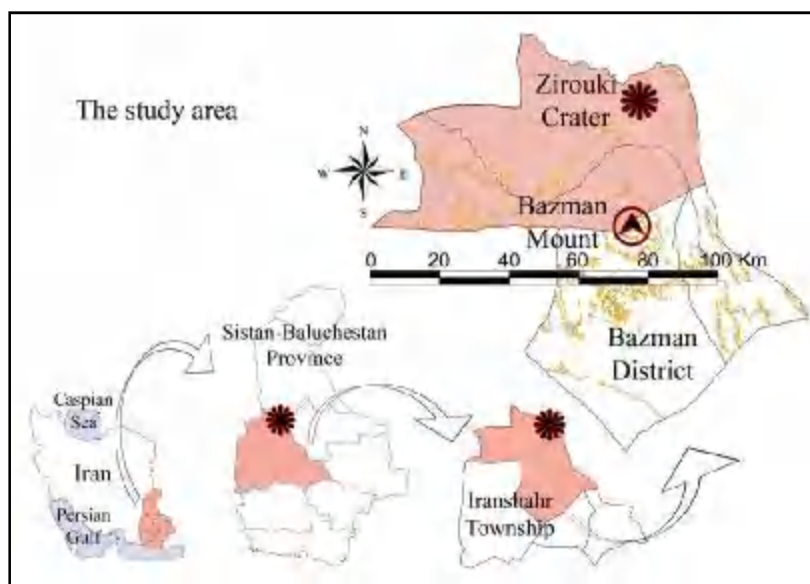 The study area
Zirouki
Crater
N
W
E
S
Bazman
Mount
0 20 40 60 80 100 Km
Bazman
District
Sistan-Baluchestan
Province
Caspian
Sea
Iran
Persian
Gulf
Iranshahr
Township